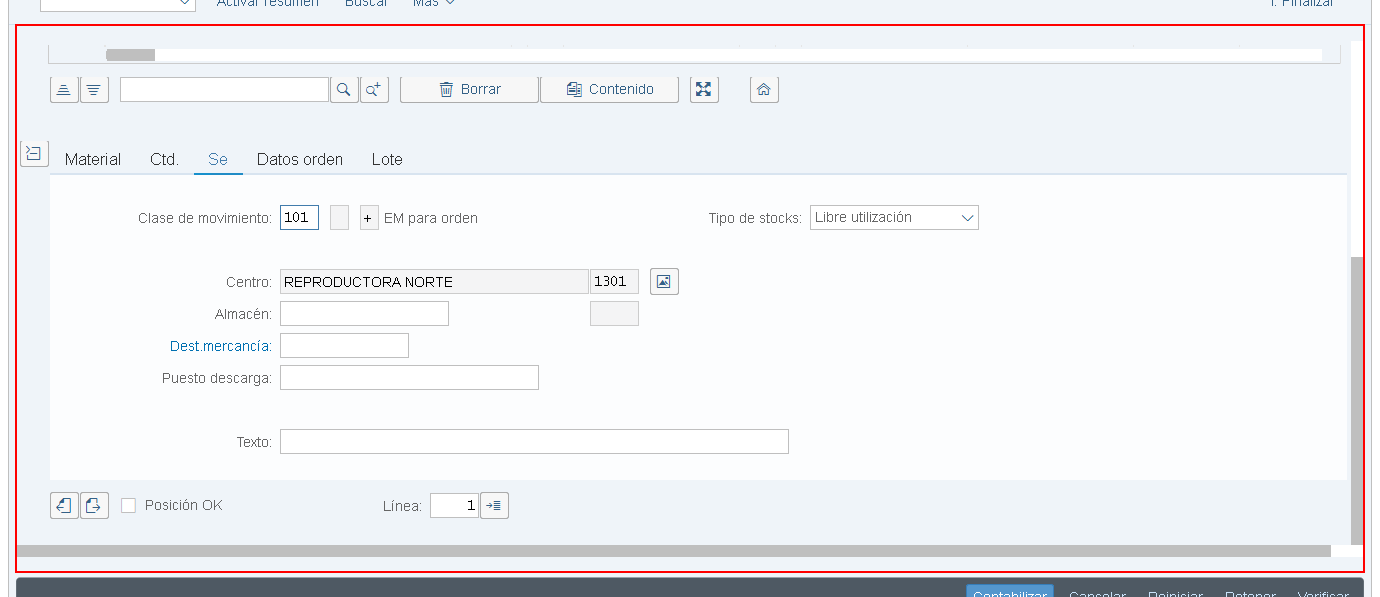 Activar resumen Buscar Más Finalizar
Borrar Contenido
Material Ctd. Se Datos orden Lote
Clase de movimiento: 101 + EM para orden Tipo de stocks: Libre utilización
Centro: REPRODUCTORA NORTE 1301
Almacén:
Dest.mercancía:
Puesto descarga:
Texto:
Posición OK Línea: 1
Contabilizar Cancelar Reiniciar Retener Verificar